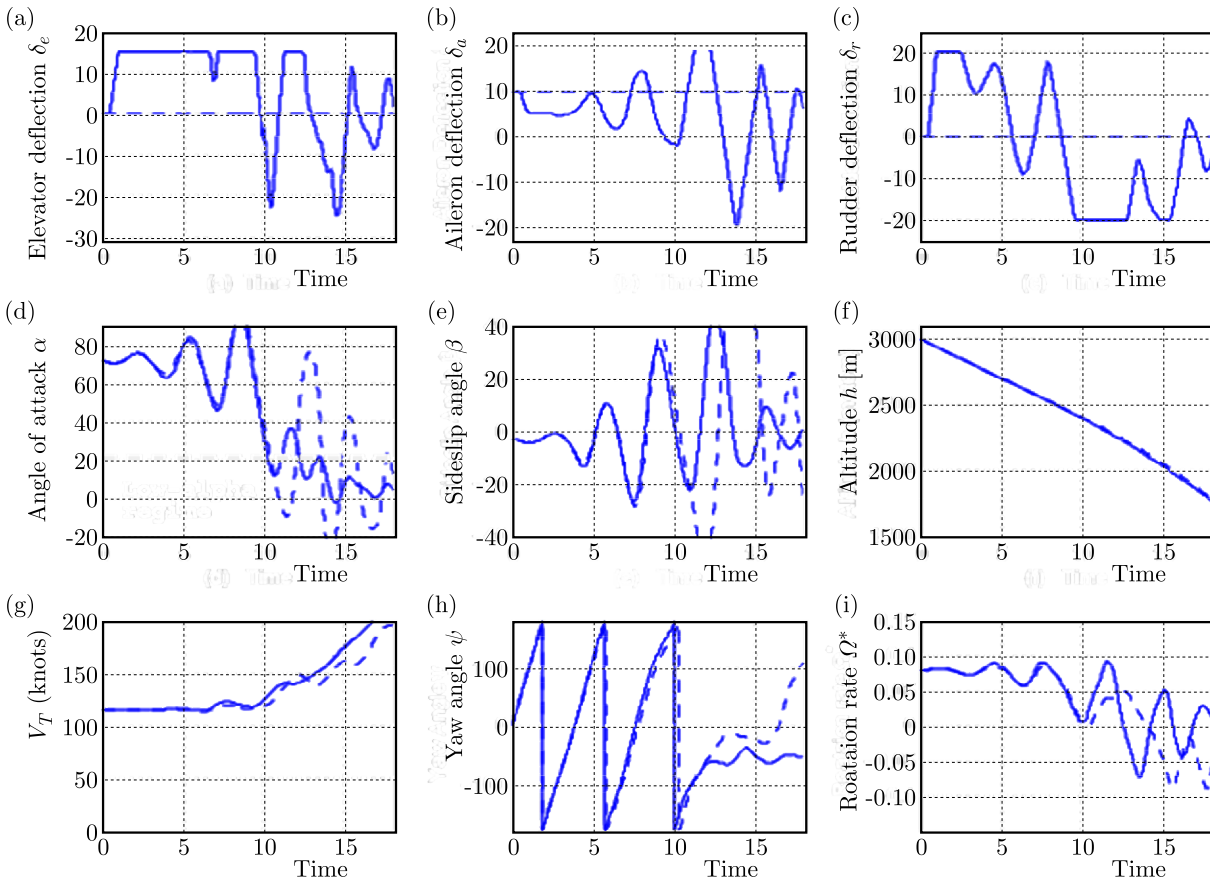 (a)
Elevator deflection δe
20
10
0
-10
-20
-30
0 5 10 15
Time
(b)
Aileron deflection δa
20
10
0
-10
-20
0 5 10 15
Time
(c)
Rudder deflection δr
20
10
0
-10
-20
0 5 10 15
Time
(d)
Angle of attack α
80
60
40
20
0
-20
0 5 10 15
Time
(e)
Sideslip angle β
40
20
0
-20
-40
0 5 10 15
Time
(f)
Altitude h [m]
3000
2500
2000
1500
0 5 10 15
Time
(g)
VT (knots)
200
150
100
50
0
0 5 10 15
Time
(h)
Yaw angle ψ
100
0
-100
0 5 10 15
Time
(i)
Roataion rate Ω*
0.15
0.10
0.05
0
-0.05
-0.10
0 5 10 15
Time